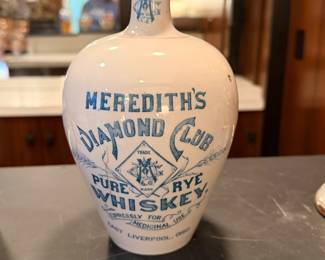 MEREDITH'S
DIAMOND CLUB
TRADE
MARK
PURE RYE
WHISKEY,
EXPRESSLY FOR
MEDICINAL USE
EAST LIVERPOOL, OHIO